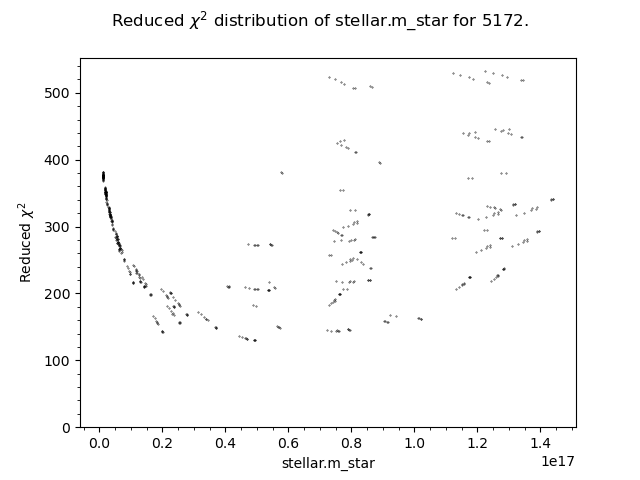 Reduced χ² distribution of stellar.m_star for 5172.
Reduced χ²
500
400
300
200
100
0
0.0 0.2 0.4 0.6 0.8 1.0 1.2 1.4
1e17
stellar.m_star